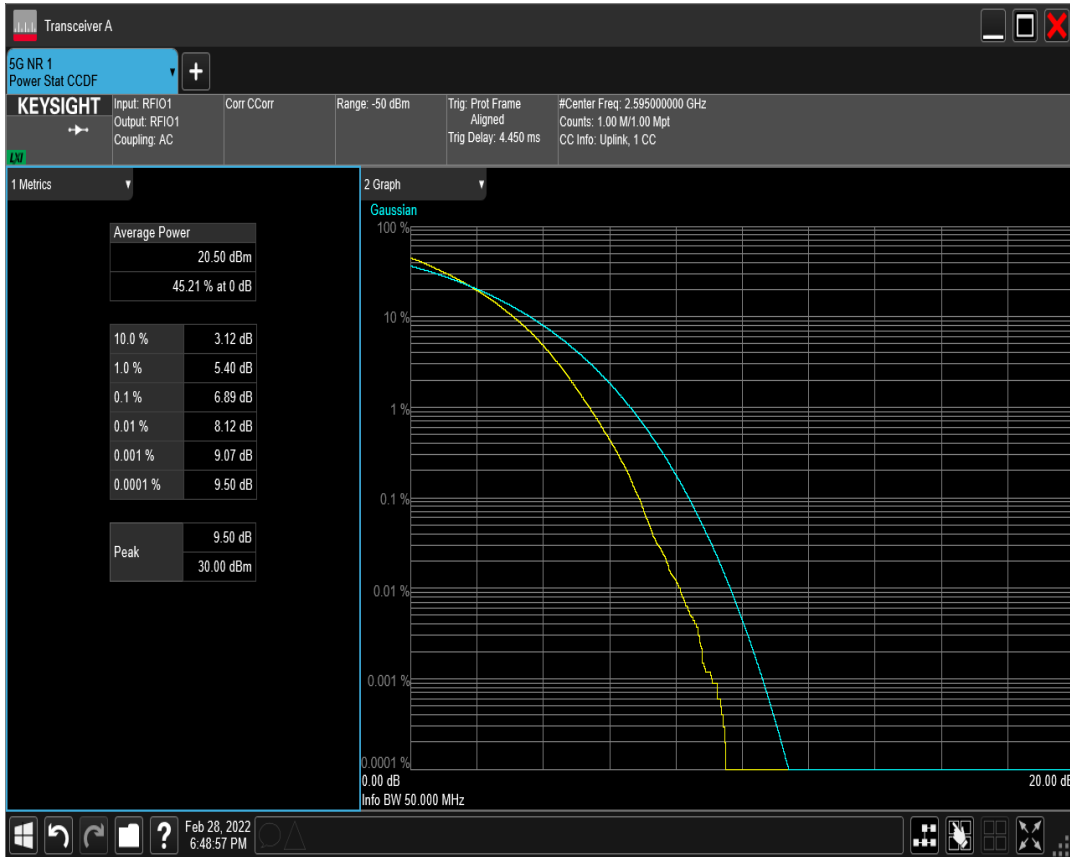 Transceiver A
5G NR 1
Power Stat CCDF
+
KEYSIGHT
LXI
Input: RFIO1
Output: RFIO1
Coupling: AC
Corr CCorr
Range: -50 dBm
Trig: Prot Frame
Aligned
Trig Delay: 4.450 ms
#Center Freq: 2.595000000 GHz
Counts: 1.00 M/1.00 Mpt
CC Info: Uplink, 1 CC
1 Metrics
Average Power
20.50 dBm
45.21 % at 0 dB
10.0 % 3.12 dB
1.0 % 5.40 dB
0.1 % 6.89 dB
0.01 % 8.12 dB
0.001 % 9.07 dB
0.0001 % 9.50 dB
Peak
9.50 dB
30.00 dBm
2 Graph
Gaussian
100 %
10 %
1 %
0.1 %
0.01 %
0.001 %
0.0001 %
0.00 dB
20.00 dB
Info BW 50.000 MHz
?
Feb 28, 2022
6:48:57 PM